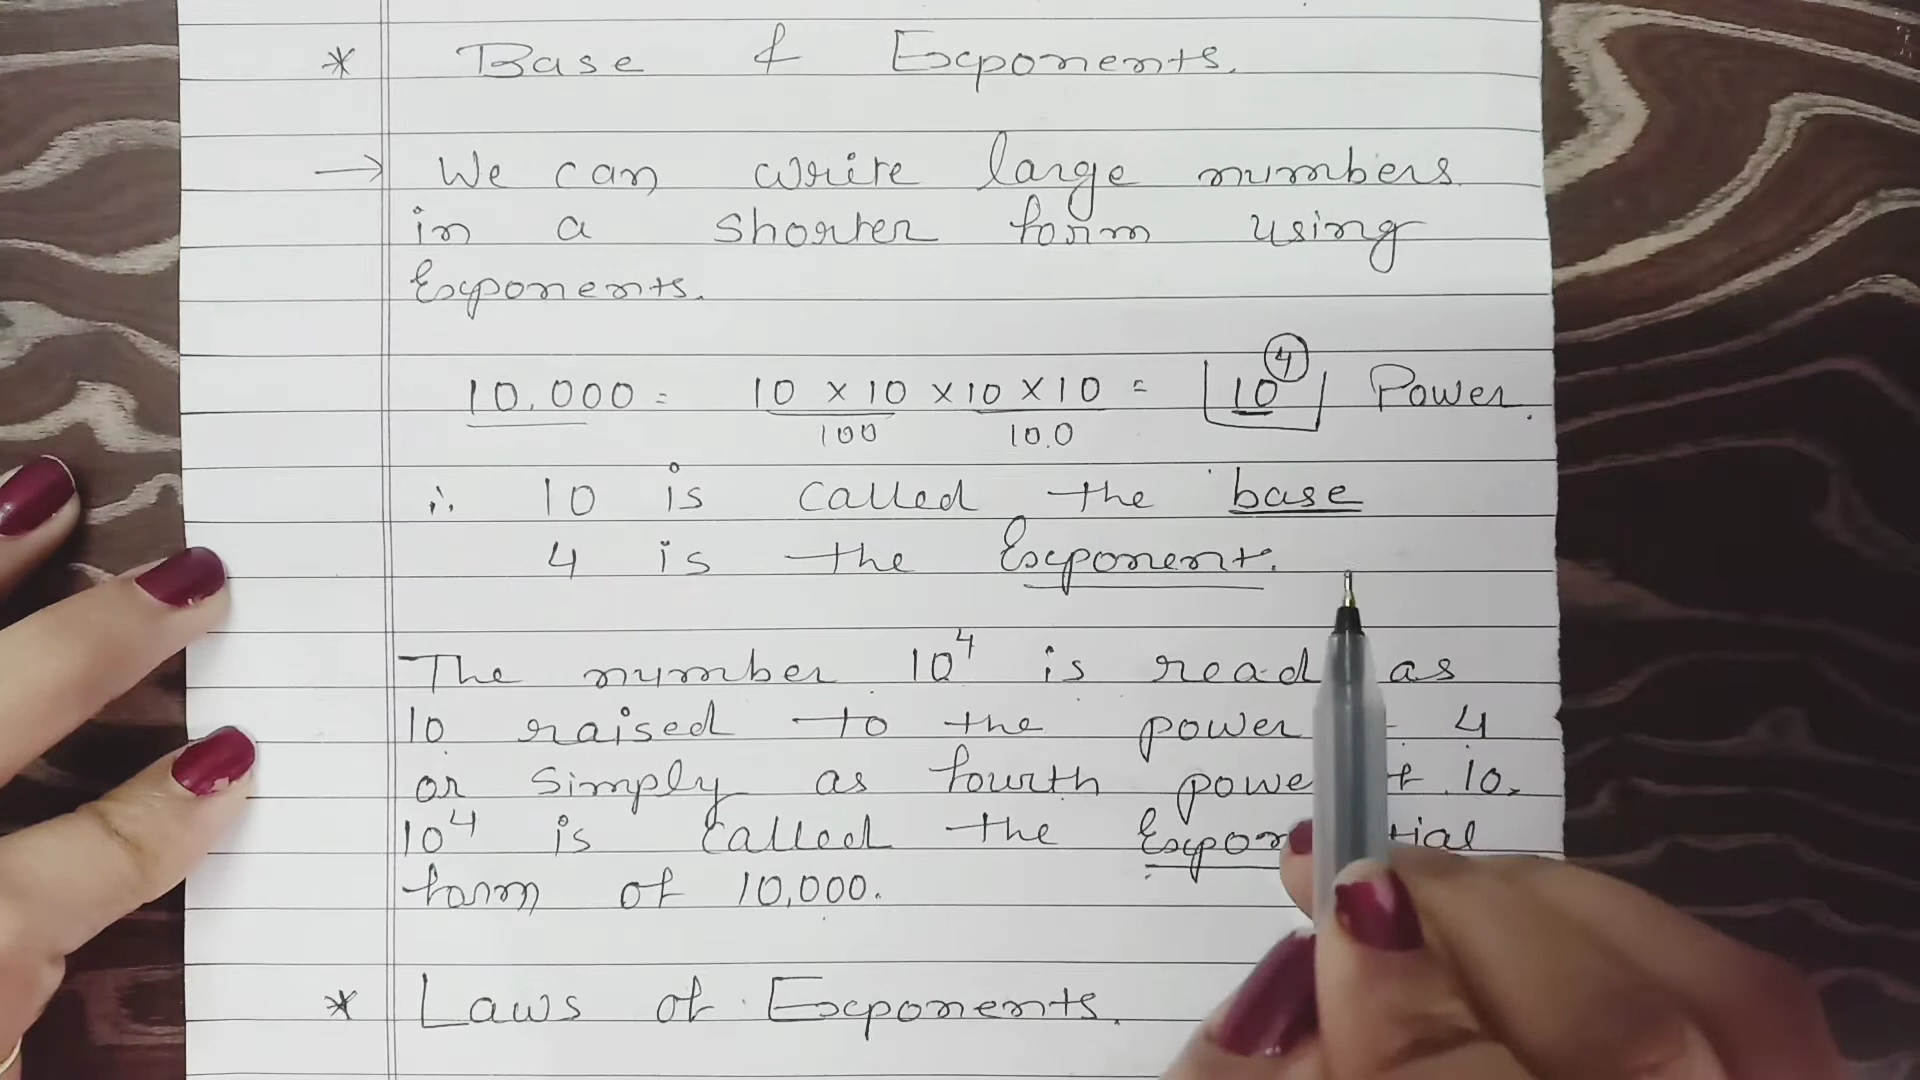 * Base & Exponents.
→ We can write large numbers
in a shorter form using
Exponents.
10,000 = 10 × 10 × 10 × 10 = 10⁴ Power.
100 10.0
∴ 10 is called the base
4 is the Exponent.
The number 10⁴ is read as
10 raised to the power - 4
or simply as fourth powe f 10.
10⁴ is called the Expon tial
form of 10,000.
* Laws of Exponents.